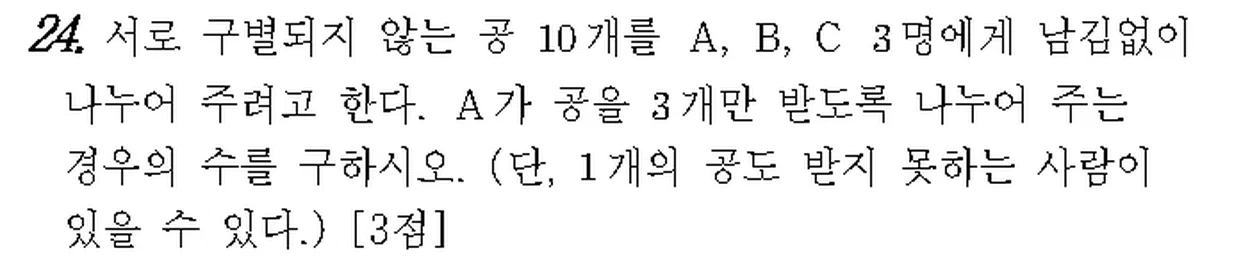 24. 서로 구별되지 않는 공 10개를 A, B, C 3명에게 남김없이
나누어 주려고 한다. A가 공을 3개만 받도록 나누어 주는
경우의 수를 구하시오. (단, 1개의 공도 받지 못하는 사람이
있을 수 있다.) [3점]